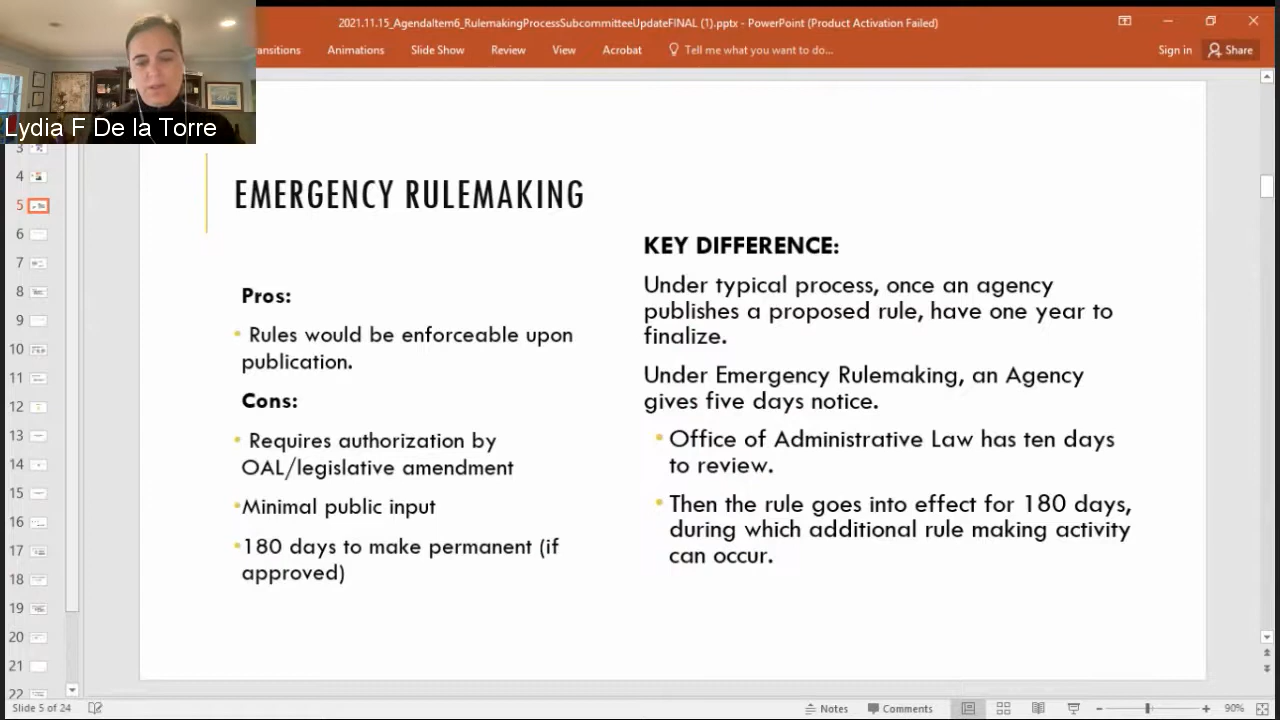 2021.11.15_AgendaItem6_RulemakingProcessSubcommitteeUpdateFINAL (1).pptx - PowerPoint (Product Activation Failed)
ansitions Animations Slide Show Review View Acrobat Tell me what you want to do... Sign in Share
Lydia F De la Torre
3
4
5
6
7
8
9
10
11
12
13
14
15
16
17
18
19
20
21
22
EMERGENCY RULEMAKING
Pros:
• Rules would be enforceable upon
publication.
Cons:
• Requires authorization by
OAL/legislative amendment
•Minimal public input
•180 days to make permanent (if
approved)
KEY DIFFERENCE:
Under typical process, once an agency
publishes a proposed rule, have one year to
finalize.
Under Emergency Rulemaking, an Agency
gives five days notice.
• Office of Administrative Law has ten days
to review.
• Then the rule goes into effect for 180 days,
during which additional rule making activity
can occur.
Slide 5 of 24 Notes Comments 90%